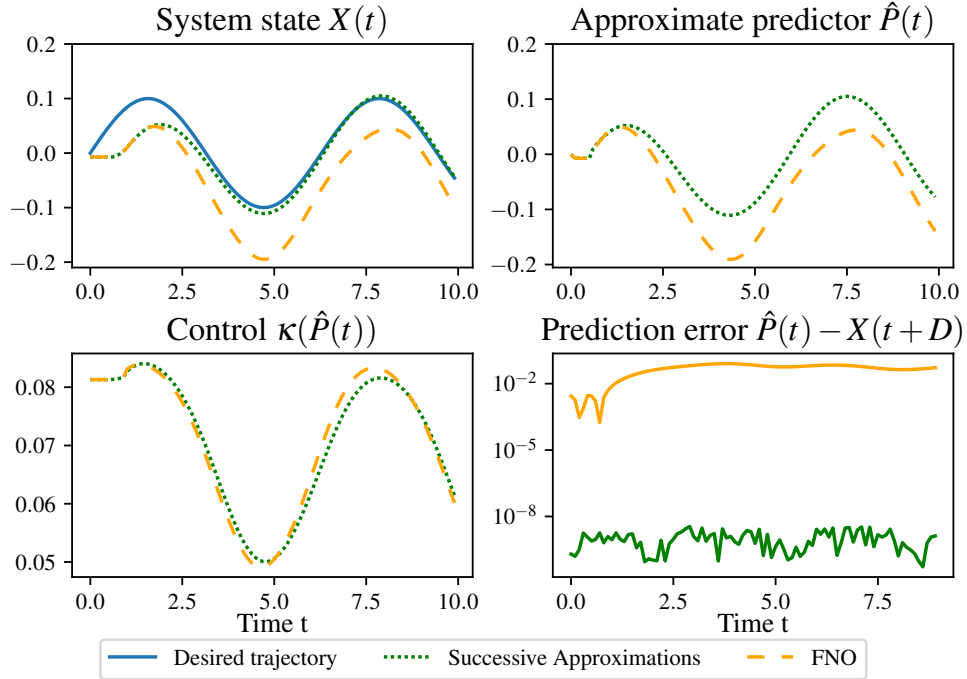 System state X(t)
0.2
0.1
0.0
−0.1
−0.2
0.0 2.5 5.0 7.5 10.0
Approximate predictor P̂(t)
0.2
0.1
0.0
−0.1
−0.2
0.0 2.5 5.0 7.5 10.0
Control κ(P̂(t))
0.08
0.07
0.06
0.05
0.0 2.5 5.0 7.5 10.0
Time t
Prediction error P̂(t) − X(t + D)
10⁻²
10⁻⁵
10⁻⁸
0.0 2.5 5.0 7.5
Time t
Desired trajectory Successive Approximations FNO